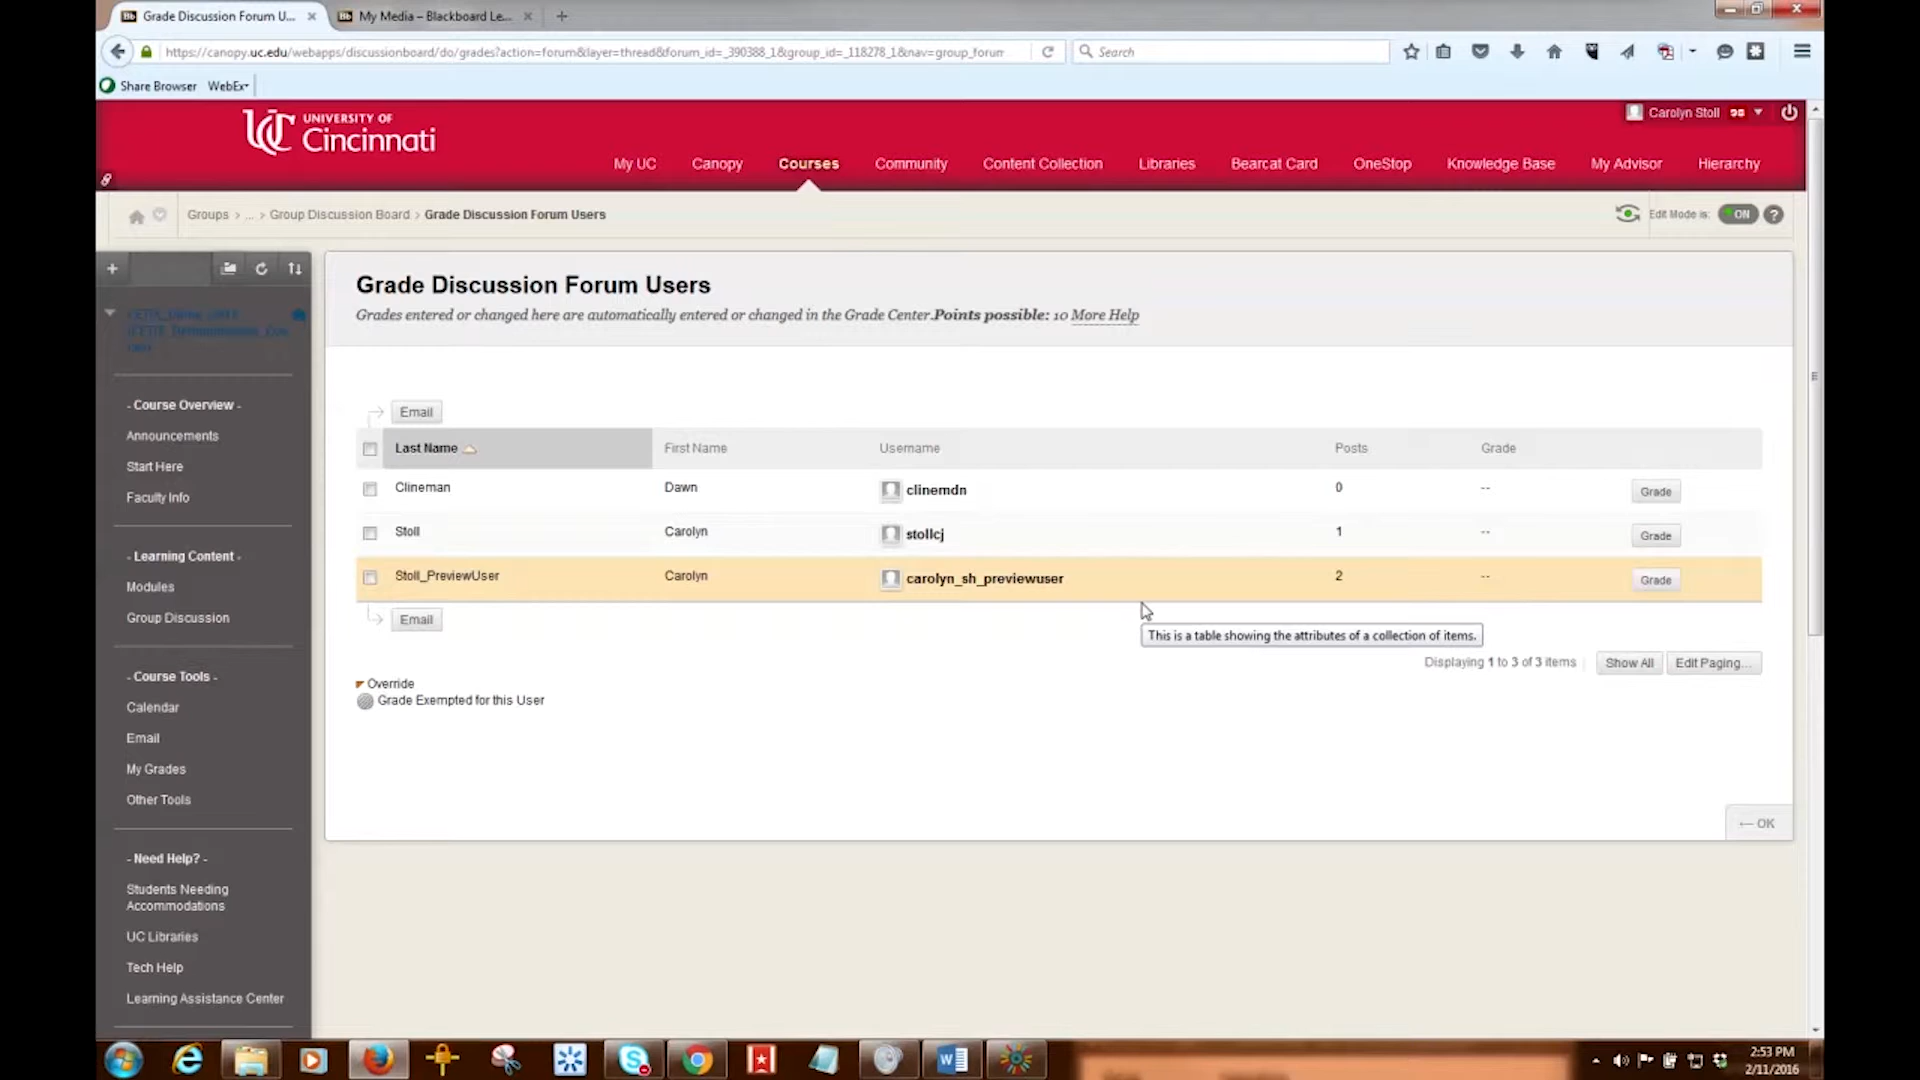 Grade Discussion Forum U...
My Media – Blackboard Le...
https://canopy.uc.edu/webapps/discussionboard/do/grades?action=forum&layer=thread&forum_id=_390388_1&group_id=_118278_1&nav=group_forum
Search
Share Browser WebEx
UNIVERSITY OF
Cincinnati
Carolyn Stoll
My UC Canopy Courses Community Content Collection Libraries Bearcat Card OneStop Knowledge Base My Advisor Hierarchy
Groups > ... > Group Discussion Board > Grade Discussion Forum Users
Edit Mode is: ON ?
Grade Discussion Forum Users
Grades entered or changed here are automatically entered or changed in the Grade Center.Points possible: 10 More Help
- Course Overview -
Announcements
Start Here
Faculty Info
- Learning Content -
Modules
Group Discussion
- Course Tools -
Calendar
Email
My Grades
Other Tools
- Need Help? -
Students Needing
Accommodations
UC Libraries
Tech Help
Learning Assistance Center
Email
Last Name First Name Username Posts Grade
Clineman Dawn clinemdn 0 -- Grade
Stoll Carolyn stollcj 1 -- Grade
Stoll_PreviewUser Carolyn carolyn_sh_previewuser 2 -- Grade
Email
This is a table showing the attributes of a collection of items.
Displaying 1 to 3 of 3 items Show All Edit Paging...
Override
Grade Exempted for this User
← OK
2:53 PM
2/11/2016